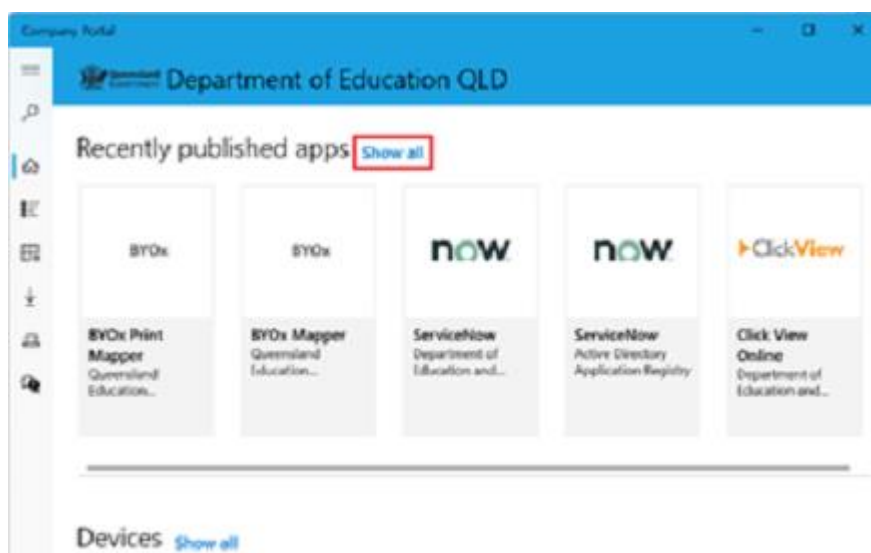 Company Portal
Queensland Government
Department of Education QLD
Recently published apps Show all
BYOx
BYOx
now
now
ClickView
BYOx Print
Mapper
Queensland
Education...
BYOx Mapper
Queensland
Education...
ServiceNow
Department of
Education and...
ServiceNow
Active Directory
Application Registry
Click View
Online
Department of
Education and...
Devices Show all